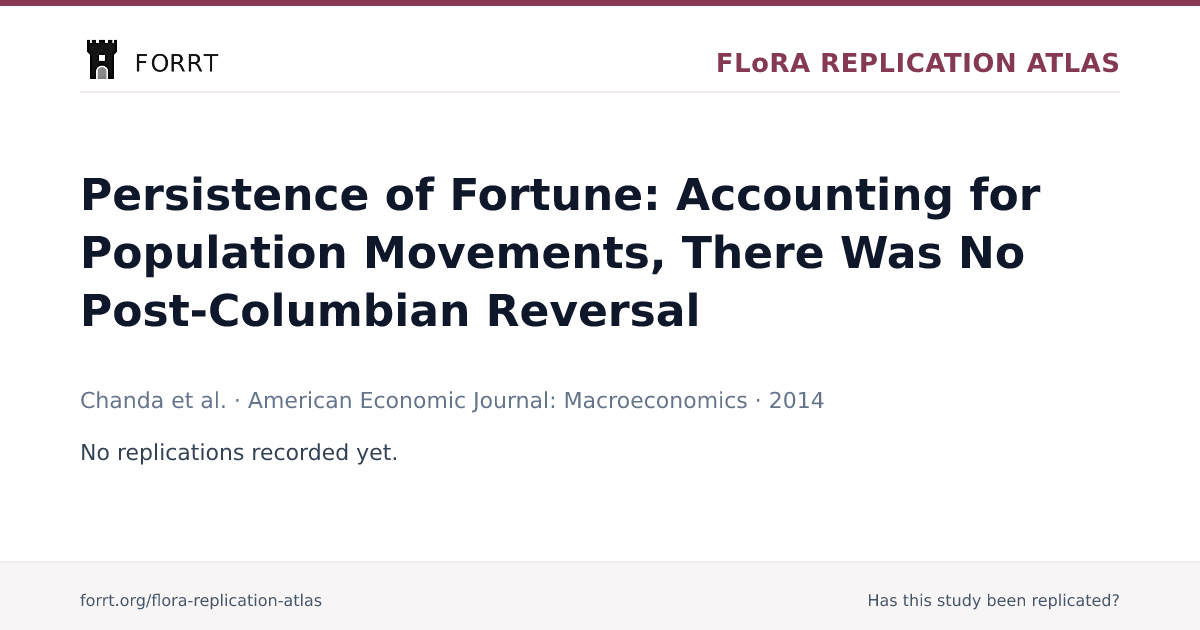 FORRT
FLoRA REPLICATION ATLAS
Persistence of Fortune: Accounting for
Population Movements, There Was No
Post-Columbian Reversal
Chanda et al. · American Economic Journal: Macroeconomics · 2014
No replications recorded yet.
forrt.org/flora-replication-atlas
Has this study been replicated?